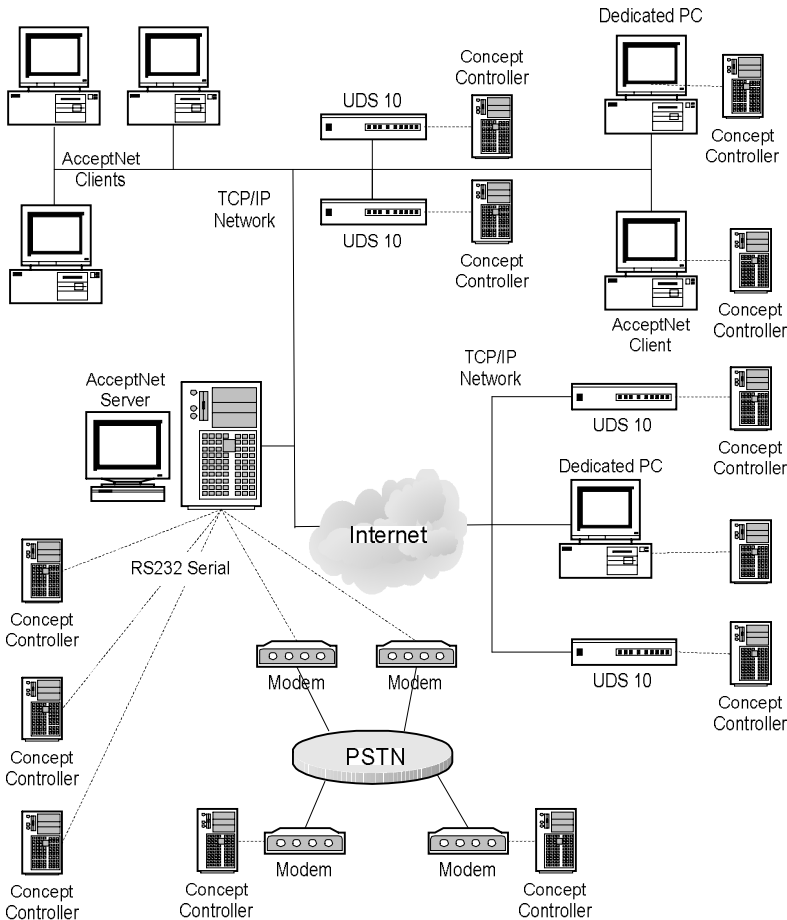 Dedicated PC
Concept
Controller
UDS 10
Concept
Controller
AcceptNet
Clients
TCP/IP
Network
UDS 10
Concept
Controller
AcceptNet
Client
Concept
Controller
TCP/IP
Network
AcceptNet
Server
UDS 10
Concept
Controller
Dedicated PC
Internet
RS232 Serial
Concept
Controller
Modem
Modem
UDS 10
Concept
Controller
PSTN
Concept
Controller
Modem
Modem
Concept
Controller
Concept
Controller
Concept
Controller